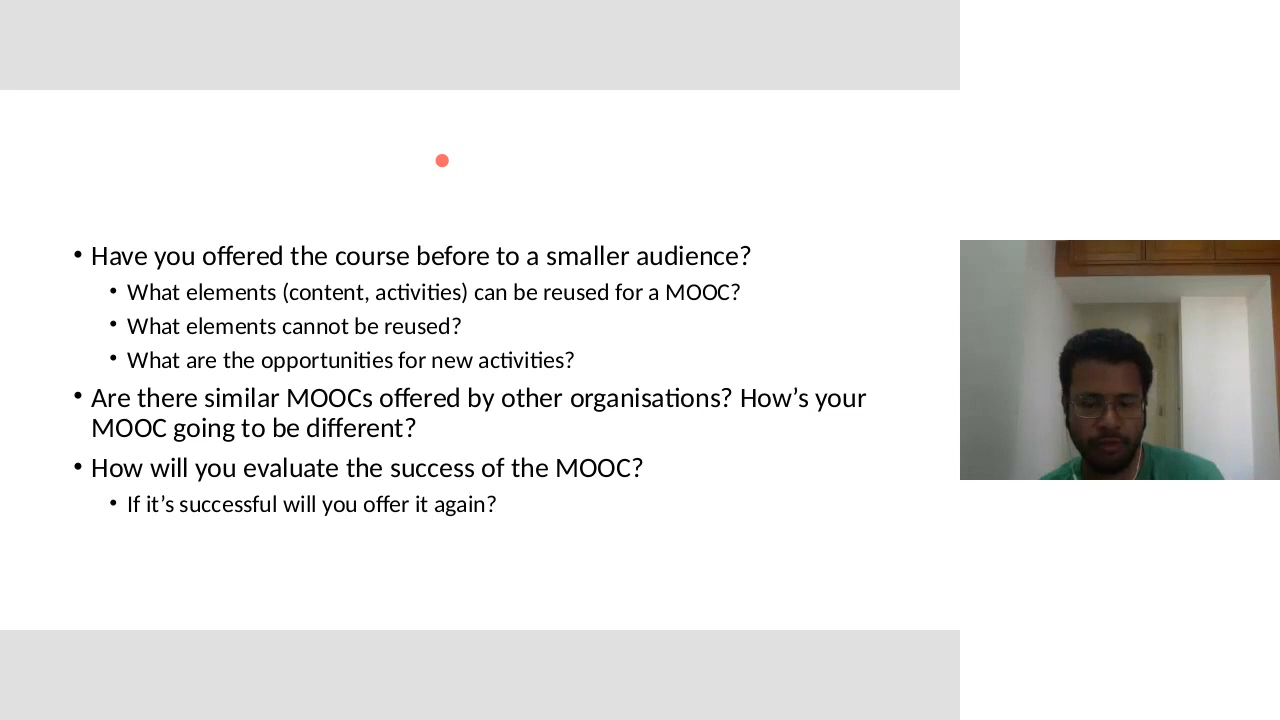 • Have you offered the course before to a smaller audience?
• What elements (content, activities) can be reused for a MOOC?
• What elements cannot be reused?
• What are the opportunities for new activities?
• Are there similar MOOCs offered by other organisations? How’s your
MOOC going to be different?
• How will you evaluate the success of the MOOC?
• If it’s successful will you offer it again?